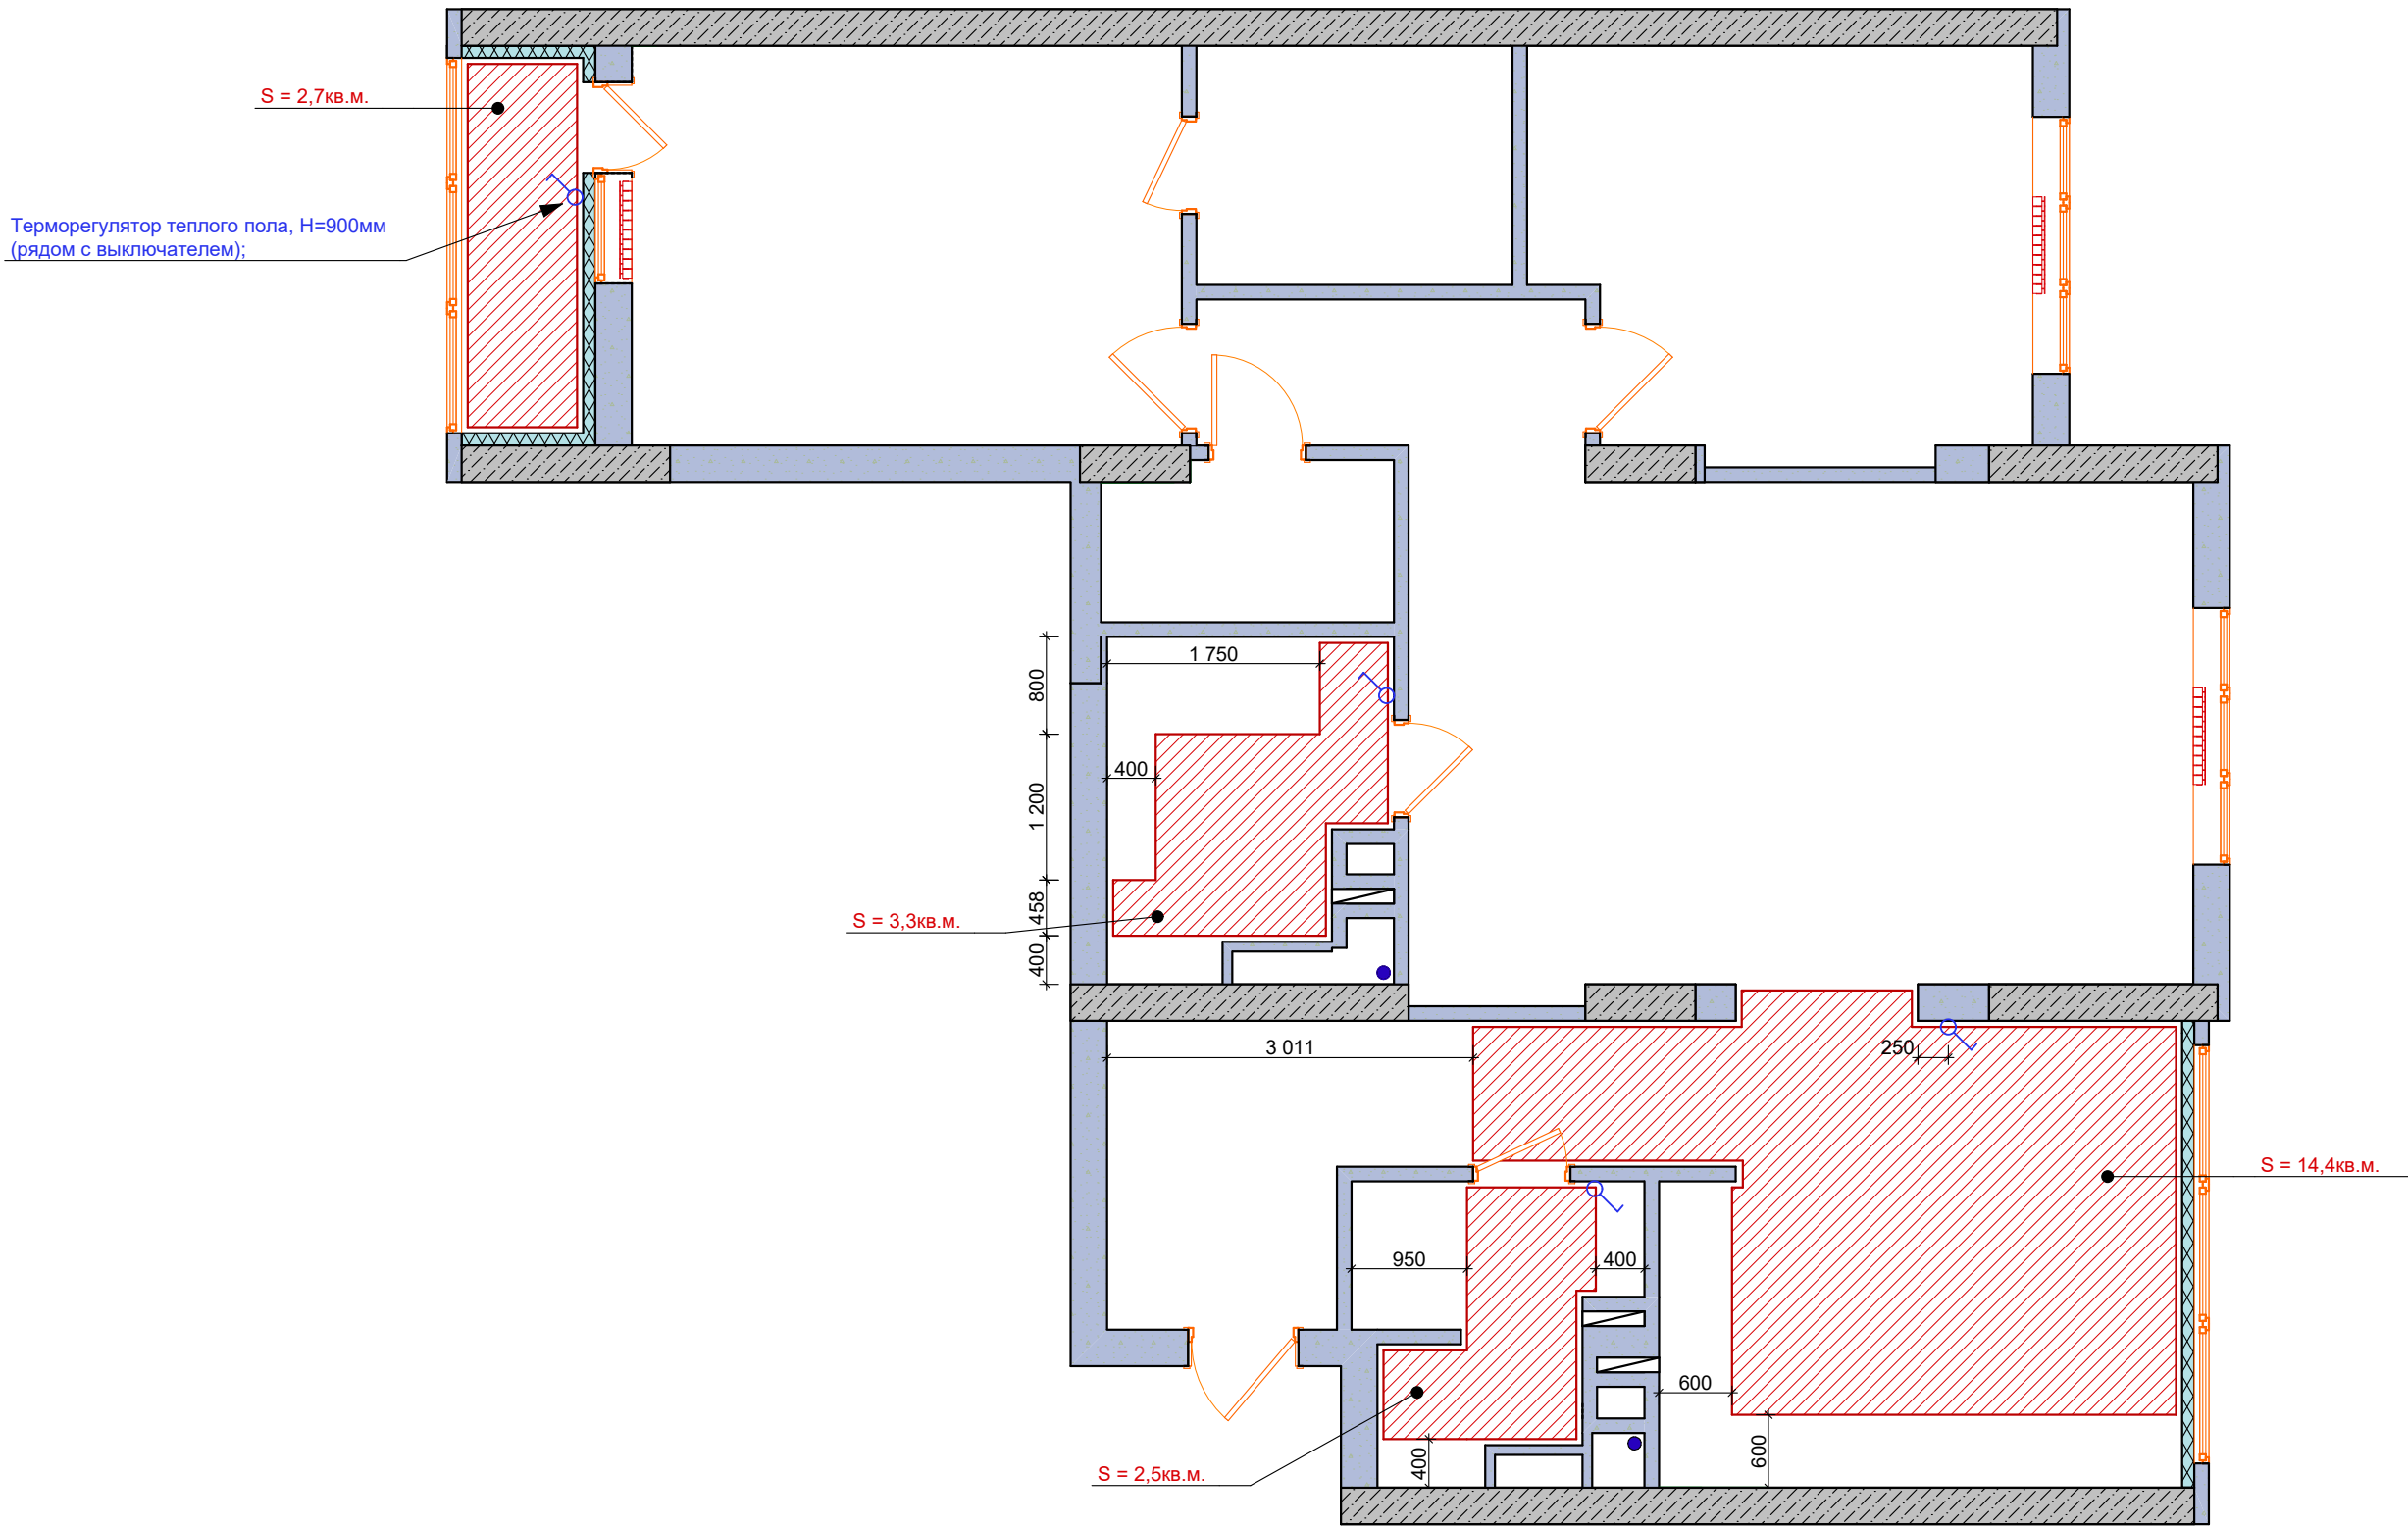 S = 2,7кв.м.
Терморегулятор теплого пола, H=900мм
(рядом с выключателем);
1 750
800
400
1 200
458
S = 3,3кв.м.
400
3 011
250
S = 14,4кв.м.
950
400
600
400
600
S = 2,5кв.м.